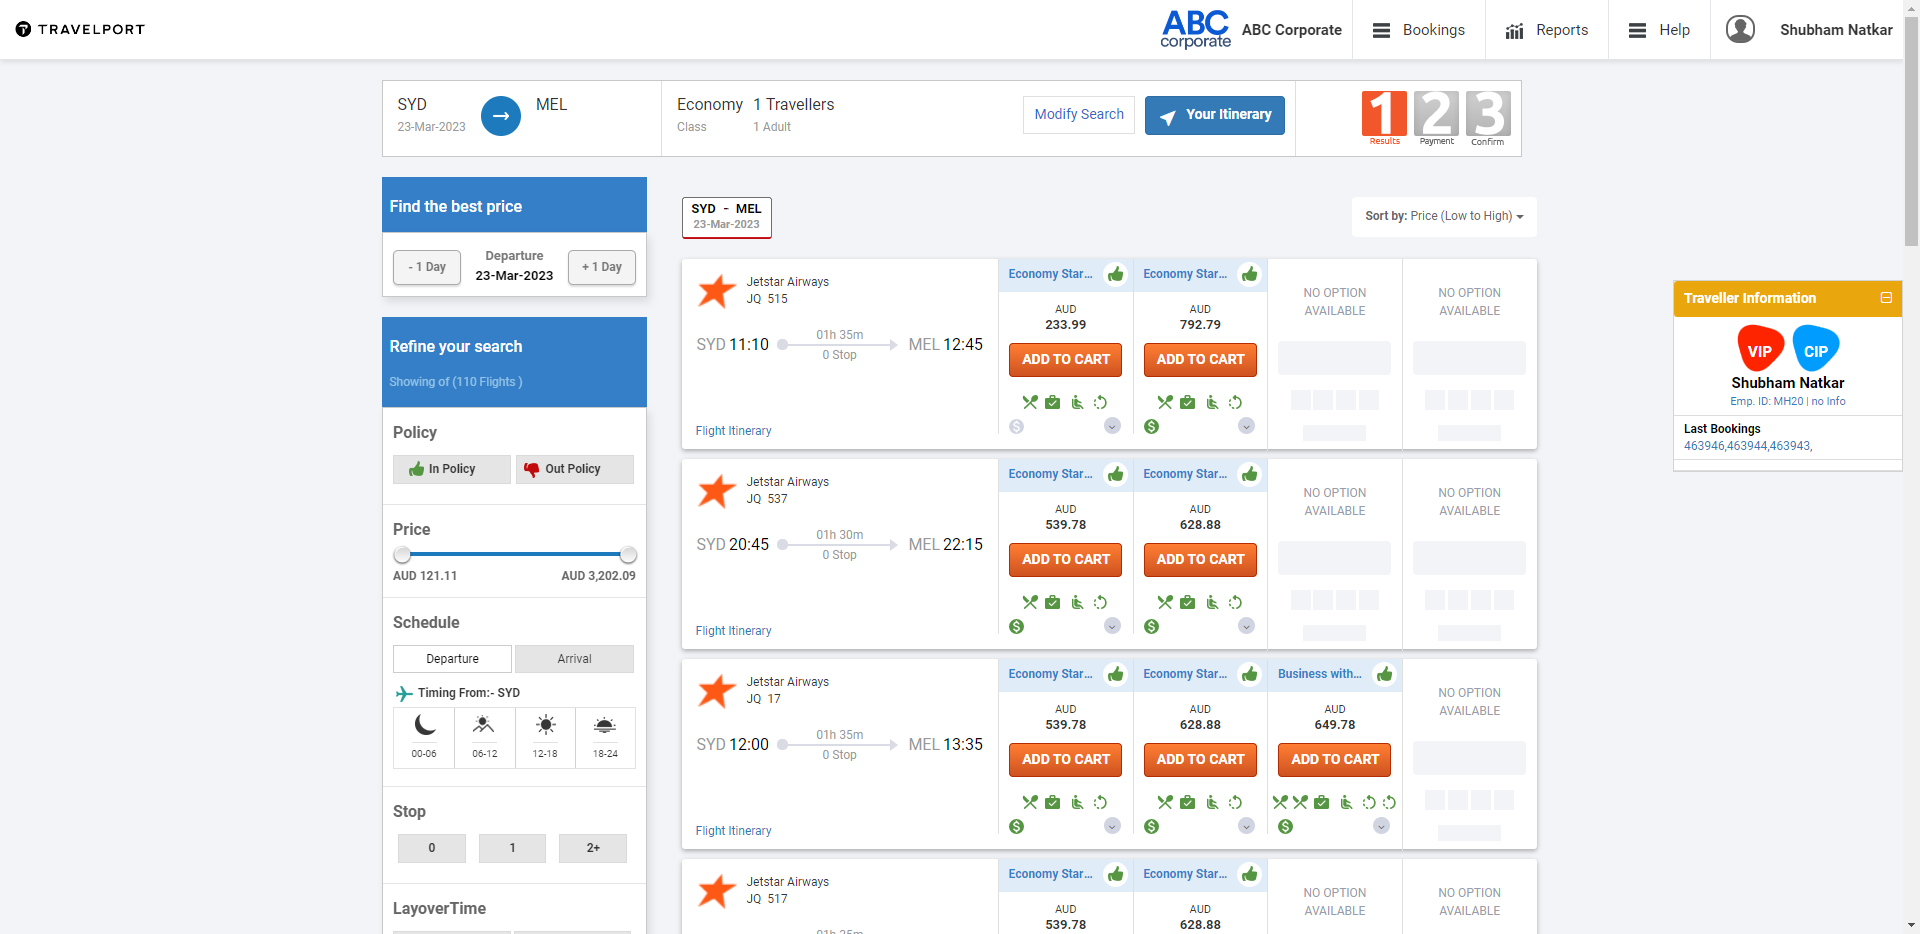 TRAVELPORT
ABC
corporate
ABC Corporate
Bookings
Reports
Help
Shubham Natkar
SYD
MEL
23-Mar-2023
Economy
Class
1 Travellers
1 Adult
Modify Search
Your Itinerary
1
Results
2
Payment
3
Confirm
Find the best price
- 1 Day
Departure
23-Mar-2023
+ 1 Day
Refine your search
Showing of (110 Flights )
Policy
In Policy
Out Policy
Price
AUD 121.11
AUD 3,202.09
Schedule
Departure
Arrival
Timing From:- SYD
00-06
06-12
12-18
18-24
Stop
0
1
2+
LayoverTime
SYD - MEL
23-Mar-2023
Sort by: Price (Low to High)
Jetstar Airways
JQ 515
SYD 11:10
01h 35m
0 Stop
MEL 12:45
Flight Itinerary
Economy Star...
AUD
233.99
ADD TO CART
Economy Star...
AUD
792.79
ADD TO CART
NO OPTION
AVAILABLE
NO OPTION
AVAILABLE
Jetstar Airways
JQ 537
SYD 20:45
01h 30m
0 Stop
MEL 22:15
Flight Itinerary
Economy Star...
AUD
539.78
ADD TO CART
Economy Star...
AUD
628.88
ADD TO CART
NO OPTION
AVAILABLE
NO OPTION
AVAILABLE
Jetstar Airways
JQ 17
SYD 12:00
01h 35m
0 Stop
MEL 13:35
Flight Itinerary
Economy Star...
AUD
539.78
ADD TO CART
Economy Star...
AUD
628.88
ADD TO CART
Business with...
AUD
649.78
ADD TO CART
NO OPTION
AVAILABLE
Jetstar Airways
JQ 517
01h 35m
Economy Star...
AUD
539.78
Economy Star...
AUD
628.88
NO OPTION
AVAILABLE
NO OPTION
AVAILABLE
Traveller Information
VIP
CIP
Shubham Natkar
Emp. ID: MH20 | no Info
Last Bookings
463946,463944,463943,